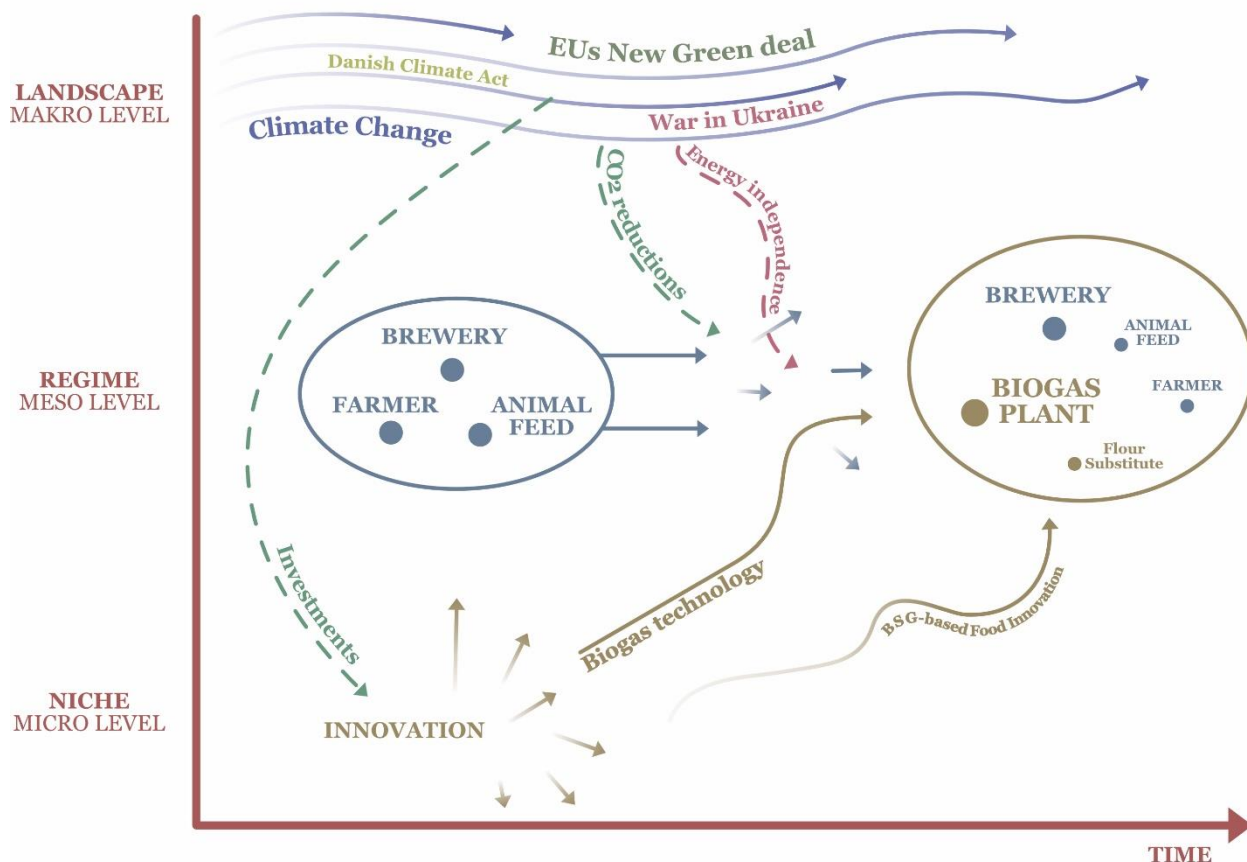 EUs New Green deal
Danish Climate Act
LANDSCAPE
MAKRO LEVEL
Climate Change
War in Ukraine
CO2 reductions
Energy independence
BREWERY
FARMER
ANIMAL
FEED
REGIME
MESO LEVEL
BREWERY
ANIMAL
FEED
BIOGAS
PLANT
FARMER
Flour
Substitute
Investments
Biogas technology
BSG-based Food Innovation
NICHE
MICRO LEVEL
INNOVATION
TIME